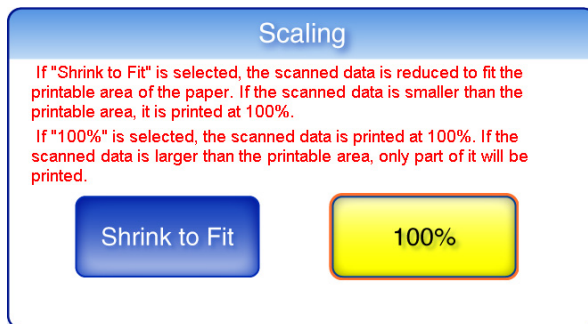 Scaling
If "Shrink to Fit" is selected, the scanned data is reduced to fit the
printable area of the paper. If the scanned data is smaller than the
printable area, it is printed at 100%.
If "100%" is selected, the scanned data is printed at 100%. If the
scanned data is larger than the printable area, only part of it will be
printed.
Shrink to Fit
100%